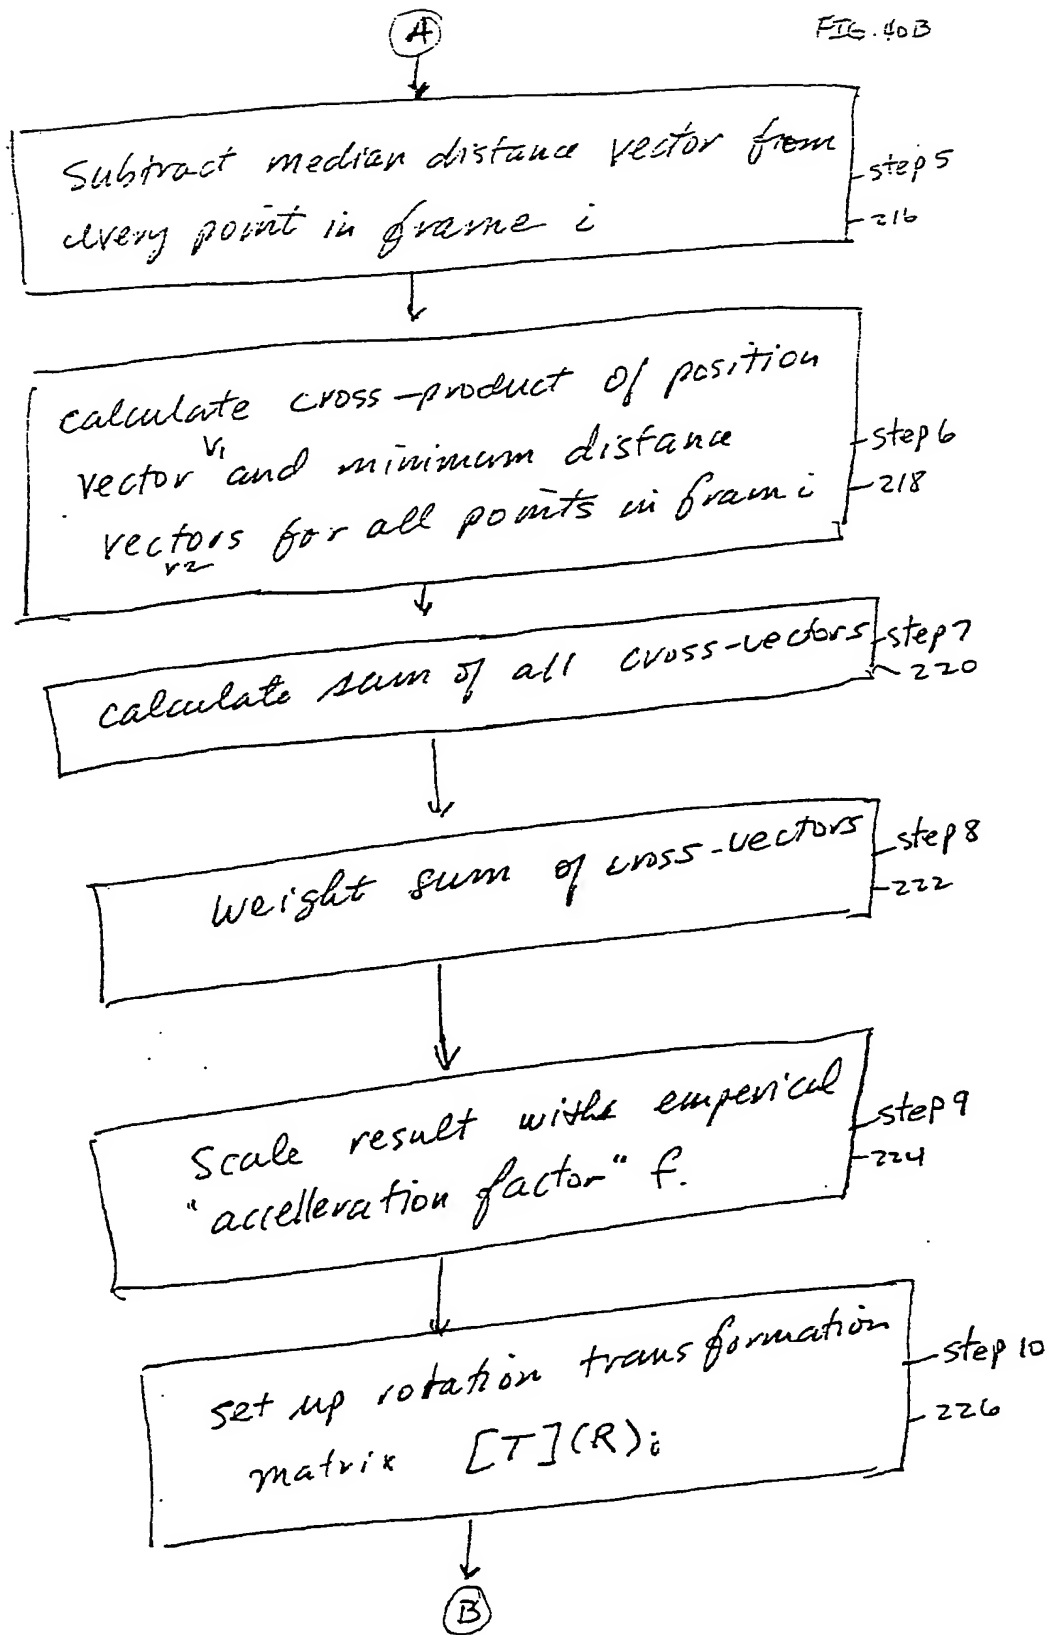 FIG. 40B
A
Subtract median distance vector from
every point in frame i
step 5
216
calculate cross-product of position
vector V1 and minimum distance
vectors for all points in fram i
v2
step 6
218
calculate sum of all cross-vectors
step 7
220
weight sum of cross-vectors
step 8
222
Scale result with emperical
"accelleration factor" f.
step 9
224
set up rotation transformation
matrix [T](R)i
step 10
226
B